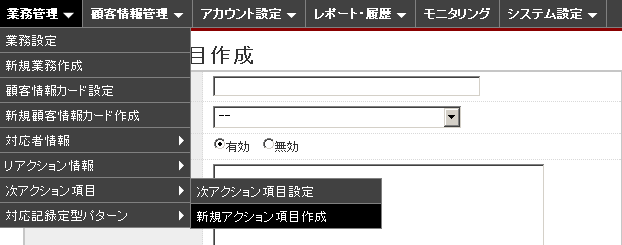 業務管理 顧客情報管理 アカウント設定 レポート・履歴 モニタリング システム設定
業務設定
新規業務作成
目作成
顧客情報カード設定
新規顧客情報カード作成
--
対応者情報
有効 無効
リアクション情報
次アクション項目
次アクション項目設定
対応記録定型パターン
新規アクション項目作成